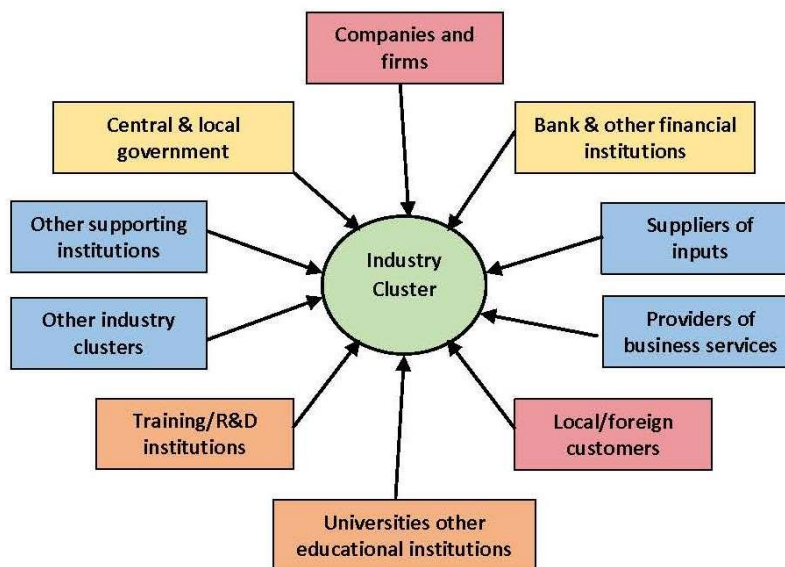 Companies and
firms
Central & local
government
Bank & other financial
institutions
Other supporting
institutions
Industry
Cluster
Suppliers of
inputs
Other industry
clusters
Providers of
business services
Training/R&D
institutions
Local/foreign
customers
Universities other
educational institutions